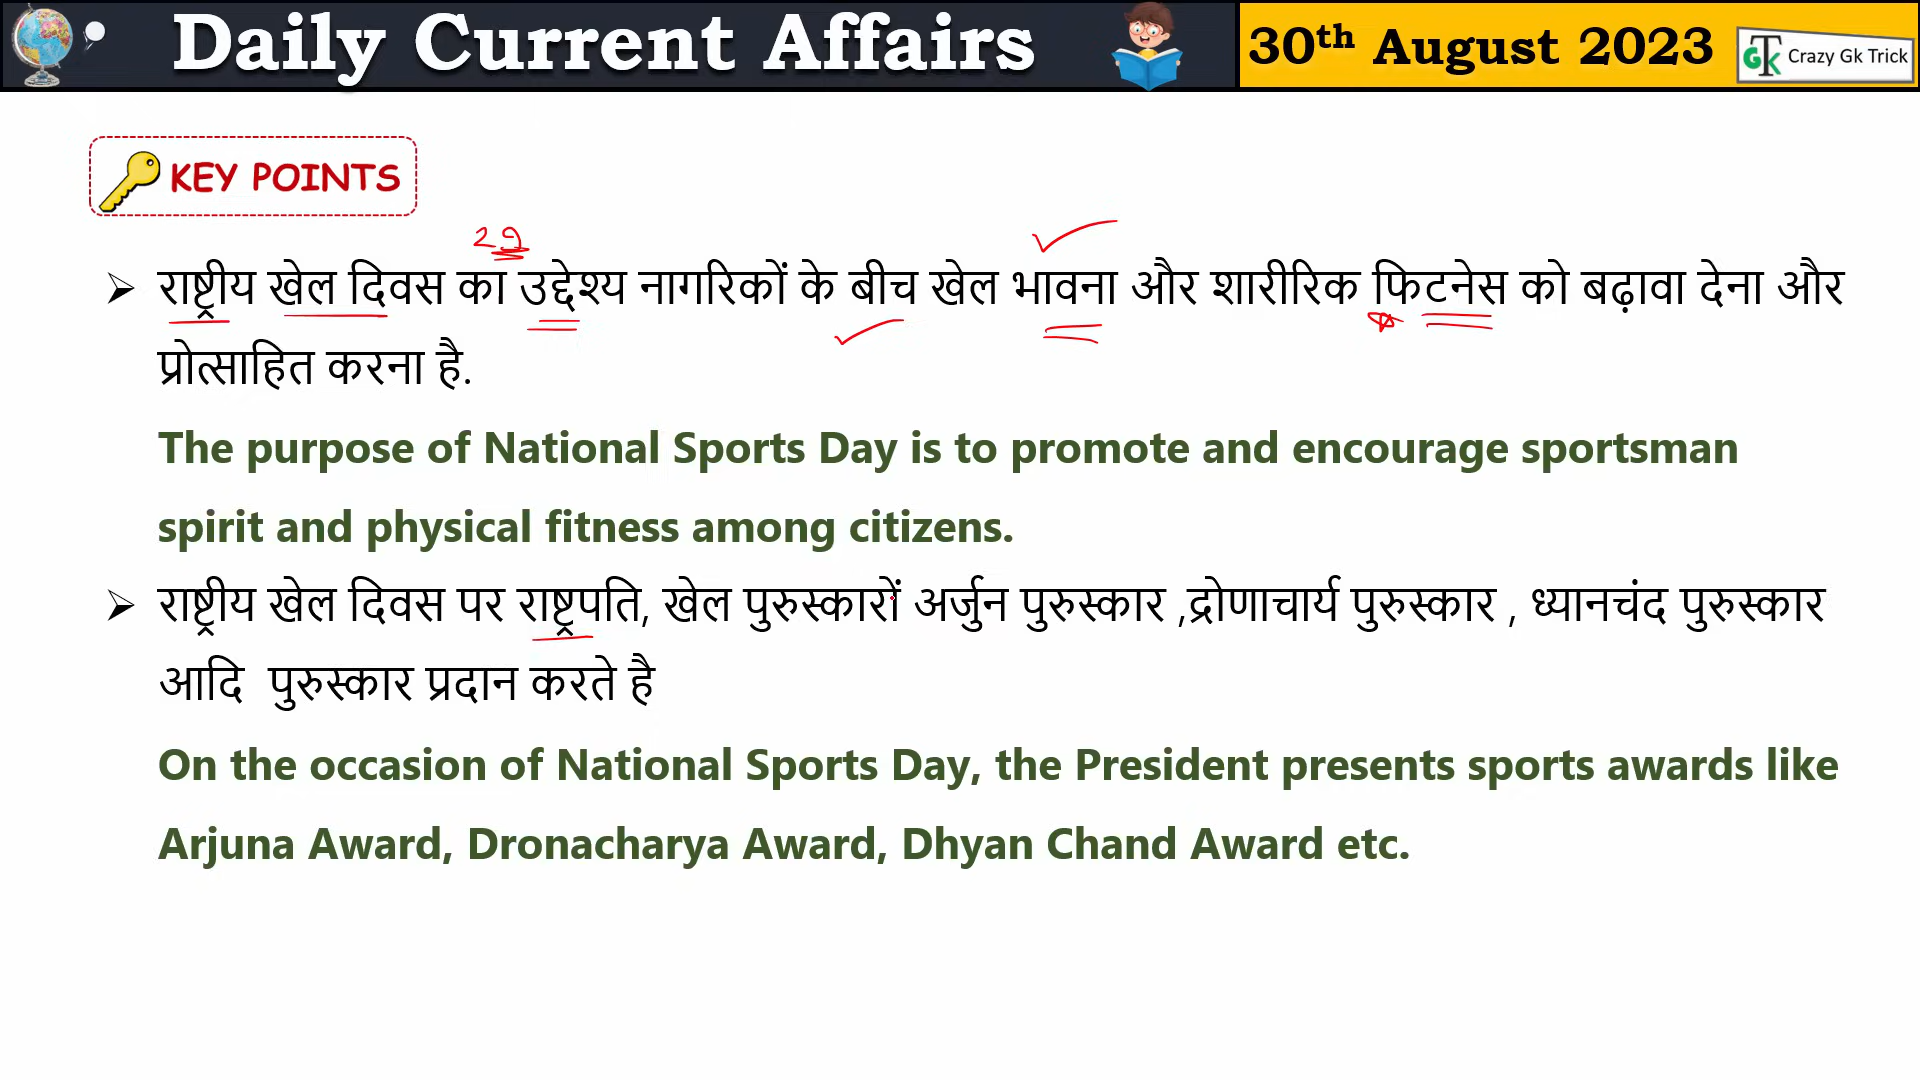 Daily Current Affairs
30th August 2023
GTK Crazy Gk Trick
KEY POINTS
29
राष्ट्रीय खेल दिवस का उद्देश्य नागरिकों के बीच खेल भावना और शारीरिक फिटनेस को बढ़ावा देना और
प्रोत्साहित करना है.
The purpose of National Sports Day is to promote and encourage sportsman
spirit and physical fitness among citizens.
राष्ट्रीय खेल दिवस पर राष्ट्रपति, खेल पुरुस्कारों अर्जुन पुरुस्कार ,द्रोणाचार्य पुरुस्कार , ध्यानचंद पुरुस्कार
आदि पुरुस्कार प्रदान करते है
On the occasion of National Sports Day, the President presents sports awards like
Arjuna Award, Dronacharya Award, Dhyan Chand Award etc.